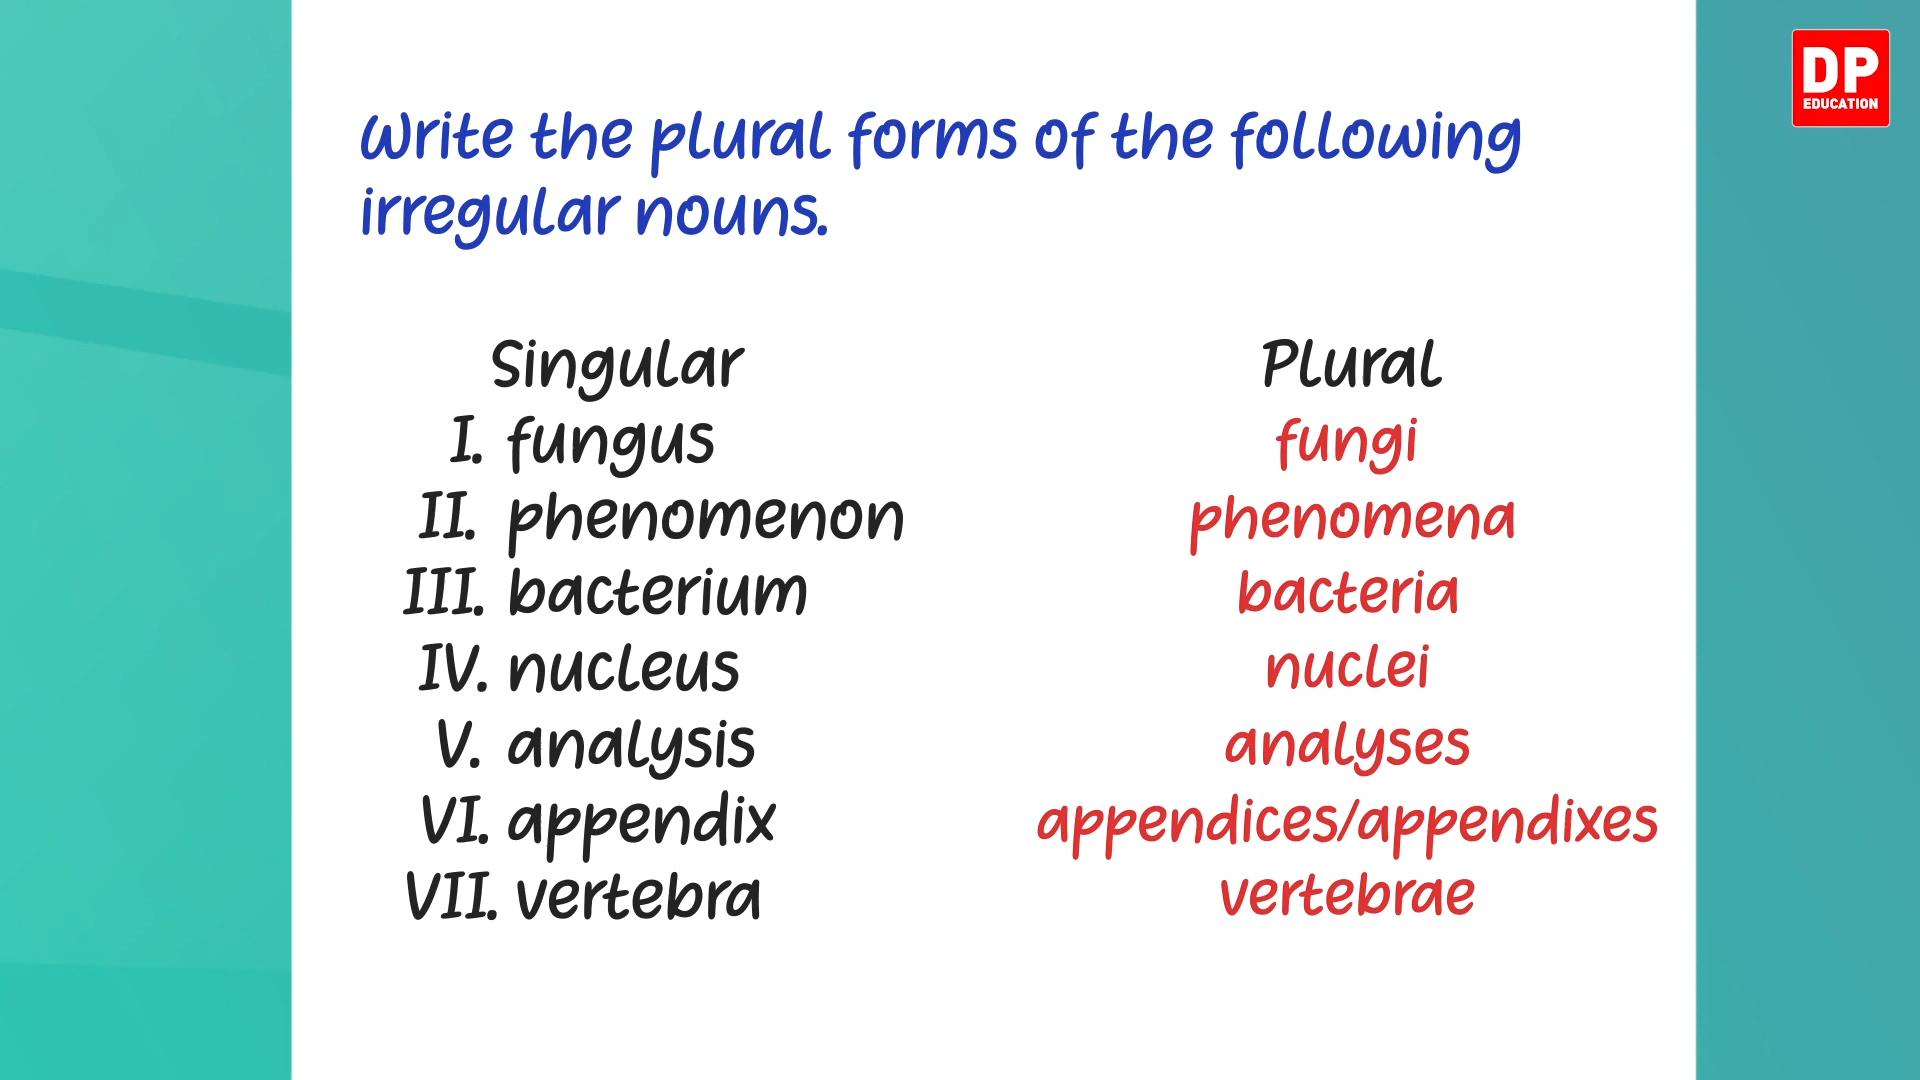 DP
EDUCATION
Write the plural forms of the following
irregular nouns.
Singular Plural
I. fungus fungi
II. phenomenon phenomena
III. bacterium bacteria
IV. nucleus nuclei
V. analysis analyses
VI. appendix appendices/appendixes
VII. vertebra vertebrae